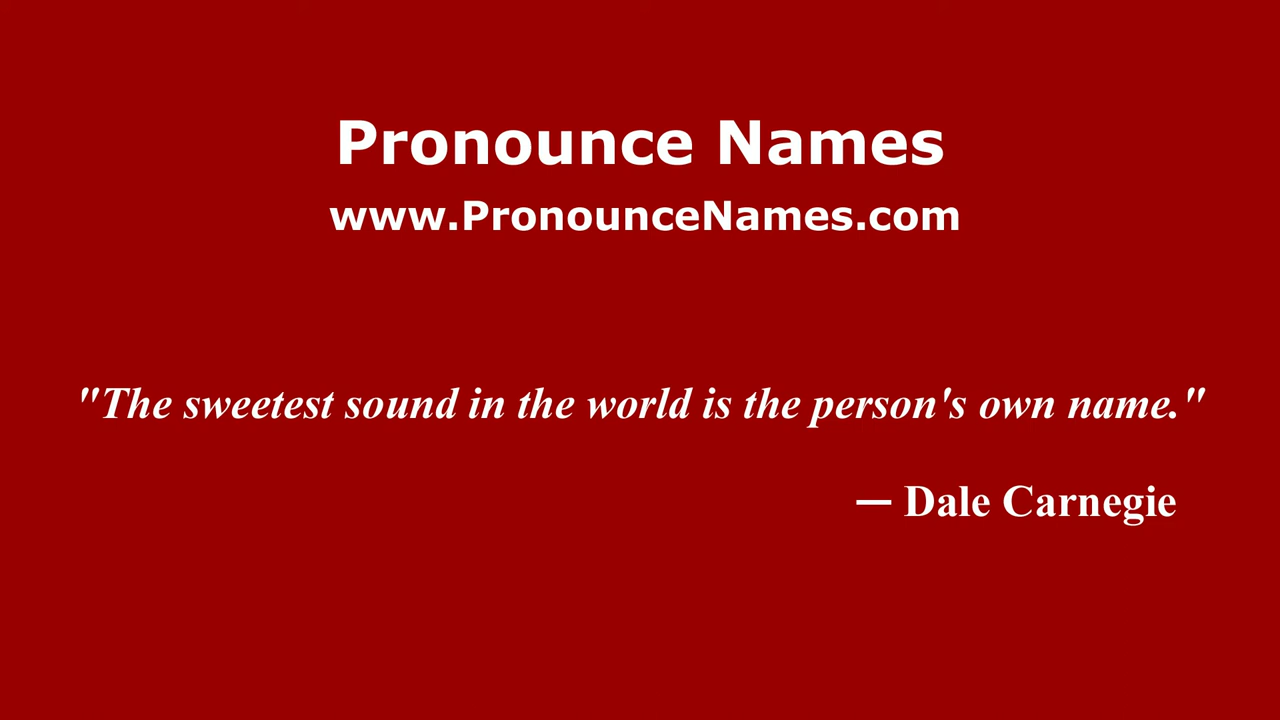 Pronounce Names
www.PronounceNames.com
"The sweetest sound in the world is the person's own name."
— Dale Carnegie